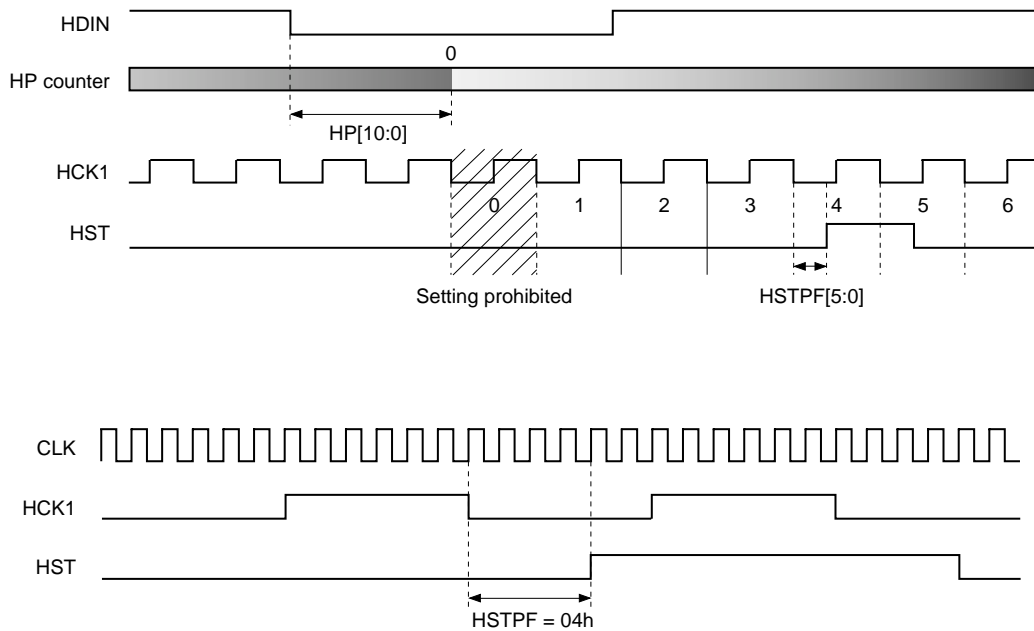 HDIN
0
HP counter
HP[10:0]
HCK1
0 1 2 3 4 5 6
HST
Setting prohibited
HSTPF[5:0]
CLK
HCK1
HST
HSTPF = 04h